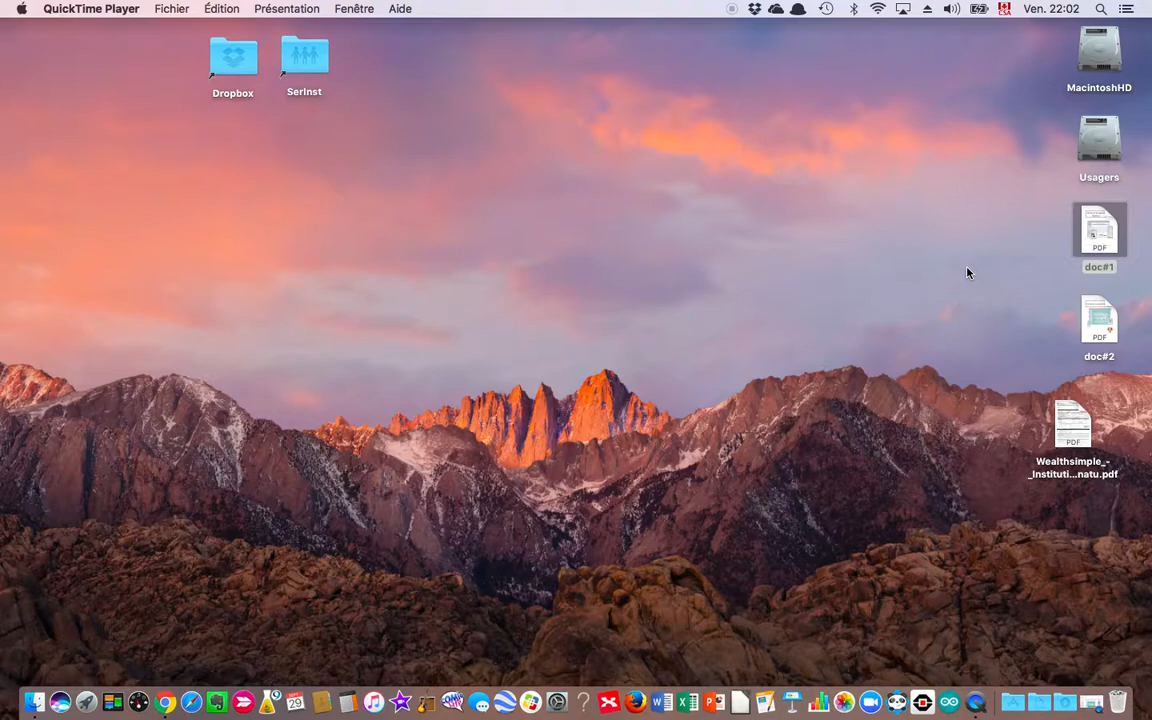 QuickTime Player Fichier Édition Présentation Fenêtre Aide Ven. 22:02
Dropbox
SerInst
MacintoshHD
Usagers
PDF
doc#1
PDF
doc#2
PDF
Wealthsimple_-
_Instituti...natu.pdf
29